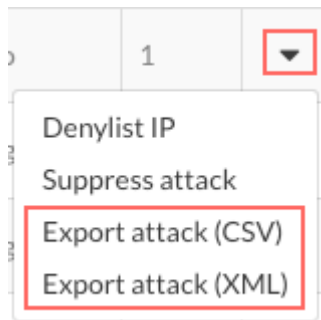 1
Denylist IP
Suppress attack
Export attack (CSV)
Export attack (XML)